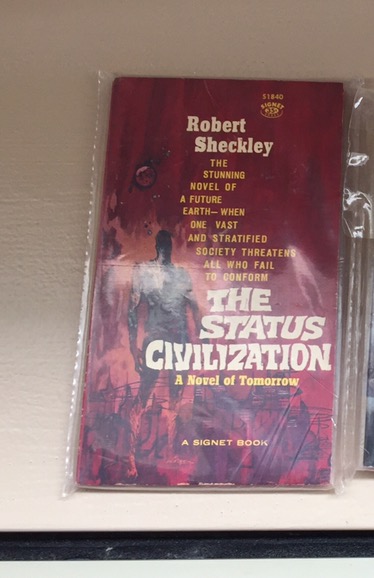 S1840
SIGNET
Robert
Sheckley
THE
STUNNING
NOVEL OF
A FUTURE
EARTH—WHEN
ONE VAST
AND STRATIFIED
SOCIETY THREATENS
ALL WHO FAIL
TO CONFORM
THE
STATUS
CIVILIZATION
A Novel of Tomorrow
A SIGNET BOOK